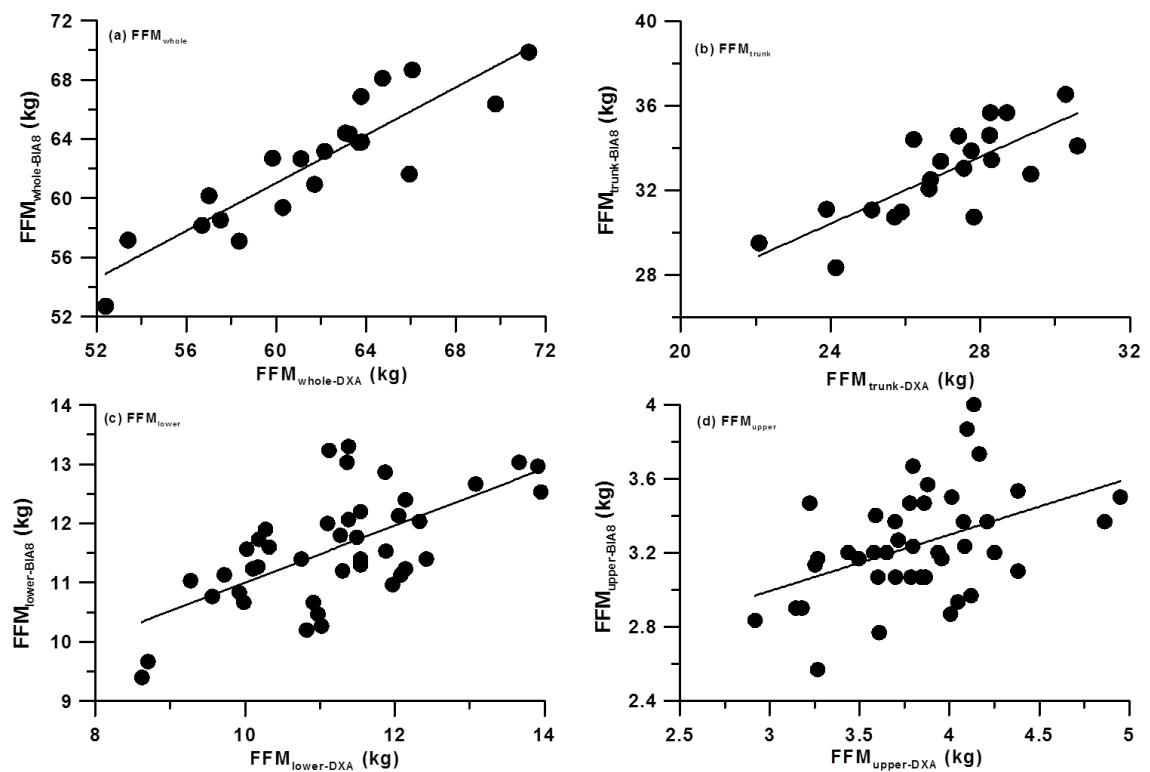 (a) FFMwhole
72
68
64
60
56
52
FFMwhole-BIA8 (kg)
52 56 60 64 68 72
FFMwhole-DXA (kg)
(b) FFMtrunk
40
36
32
28
FFMtrunk-BIA8 (kg)
20 24 28 32
FFMtrunk-DXA (kg)
(c) FFMlower
14
13
12
11
10
9
FFMlower-BIA8 (kg)
8 10 12 14
FFMlower-DXA (kg)
(d) FFMupper
4
3.6
3.2
2.8
2.4
FFMupper-BIA8 (kg)
2.5 3 3.5 4 4.5 5
FFMupper-DXA (kg)